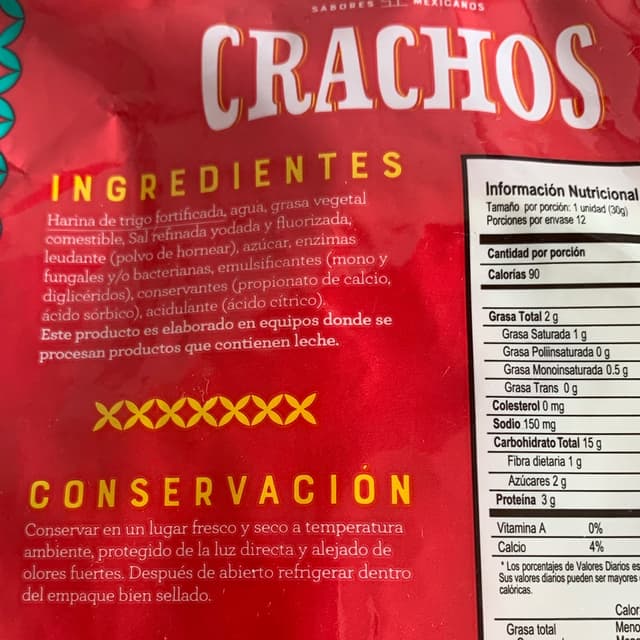 SABORES MEXICANOS
CRACHOS
INGREDIENTES
Harina de trigo fortificada, agua, grasa vegetal
comestible, Sal refinada yodada y fluorizada,
leudante (polvo de hornear), azúcar, enzimas
fungales y/o bacterianas, emulsificantes (mono y
diglicéridos), conservantes (propionato de calcio,
ácido sórbico), acidulante (ácido cítrico).
Este producto es elaborado en equipos donde se
procesan productos que contienen leche.
CONSERVACIÓN
Conservar en un lugar fresco y seco a temperatura
ambiente, protegido de la luz directa y alejado de
olores fuertes. Después de abierto refrigerar dentro
del empaque bien sellado.
Información Nutricional
Tamaño por porción: 1 unidad (30g)
Porciones por envase 12
Cantidad por porción
Calorías 90
Grasa Total 2 g
Grasa Saturada 1 g
Grasa Poliinsaturada 0 g
Grasa Monoinsaturada 0.5 g
Grasa Trans 0 g
Colesterol 0 mg
Sodio 150 mg
Carbohidrato Total 15 g
Fibra dietaria 1 g
Azúcares 2 g
Proteína 3 g
Vitamina A 0%
Calcio 4%
* Los porcentajes de Valores Diarios es
Sus valores diarios pueden ser mayores
calóricas.
Calor
Grasa total Meno